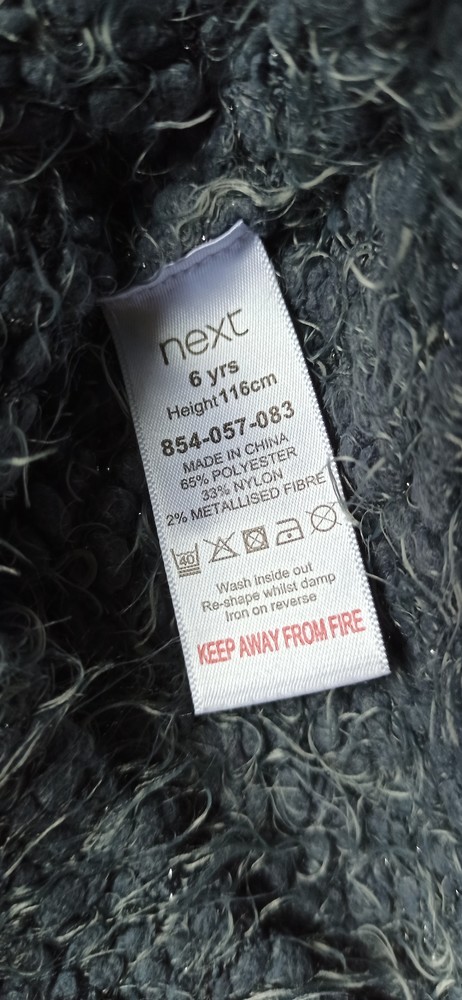 next
6 yrs
Height116cm
854-057-083
MADE IN CHINA
65% POLYESTER
33% NYLON
2% METALLISED FIBRE
40
Wash inside out
Re-shape whilst damp
Iron on reverse
KEEP AWAY FROM FIRE